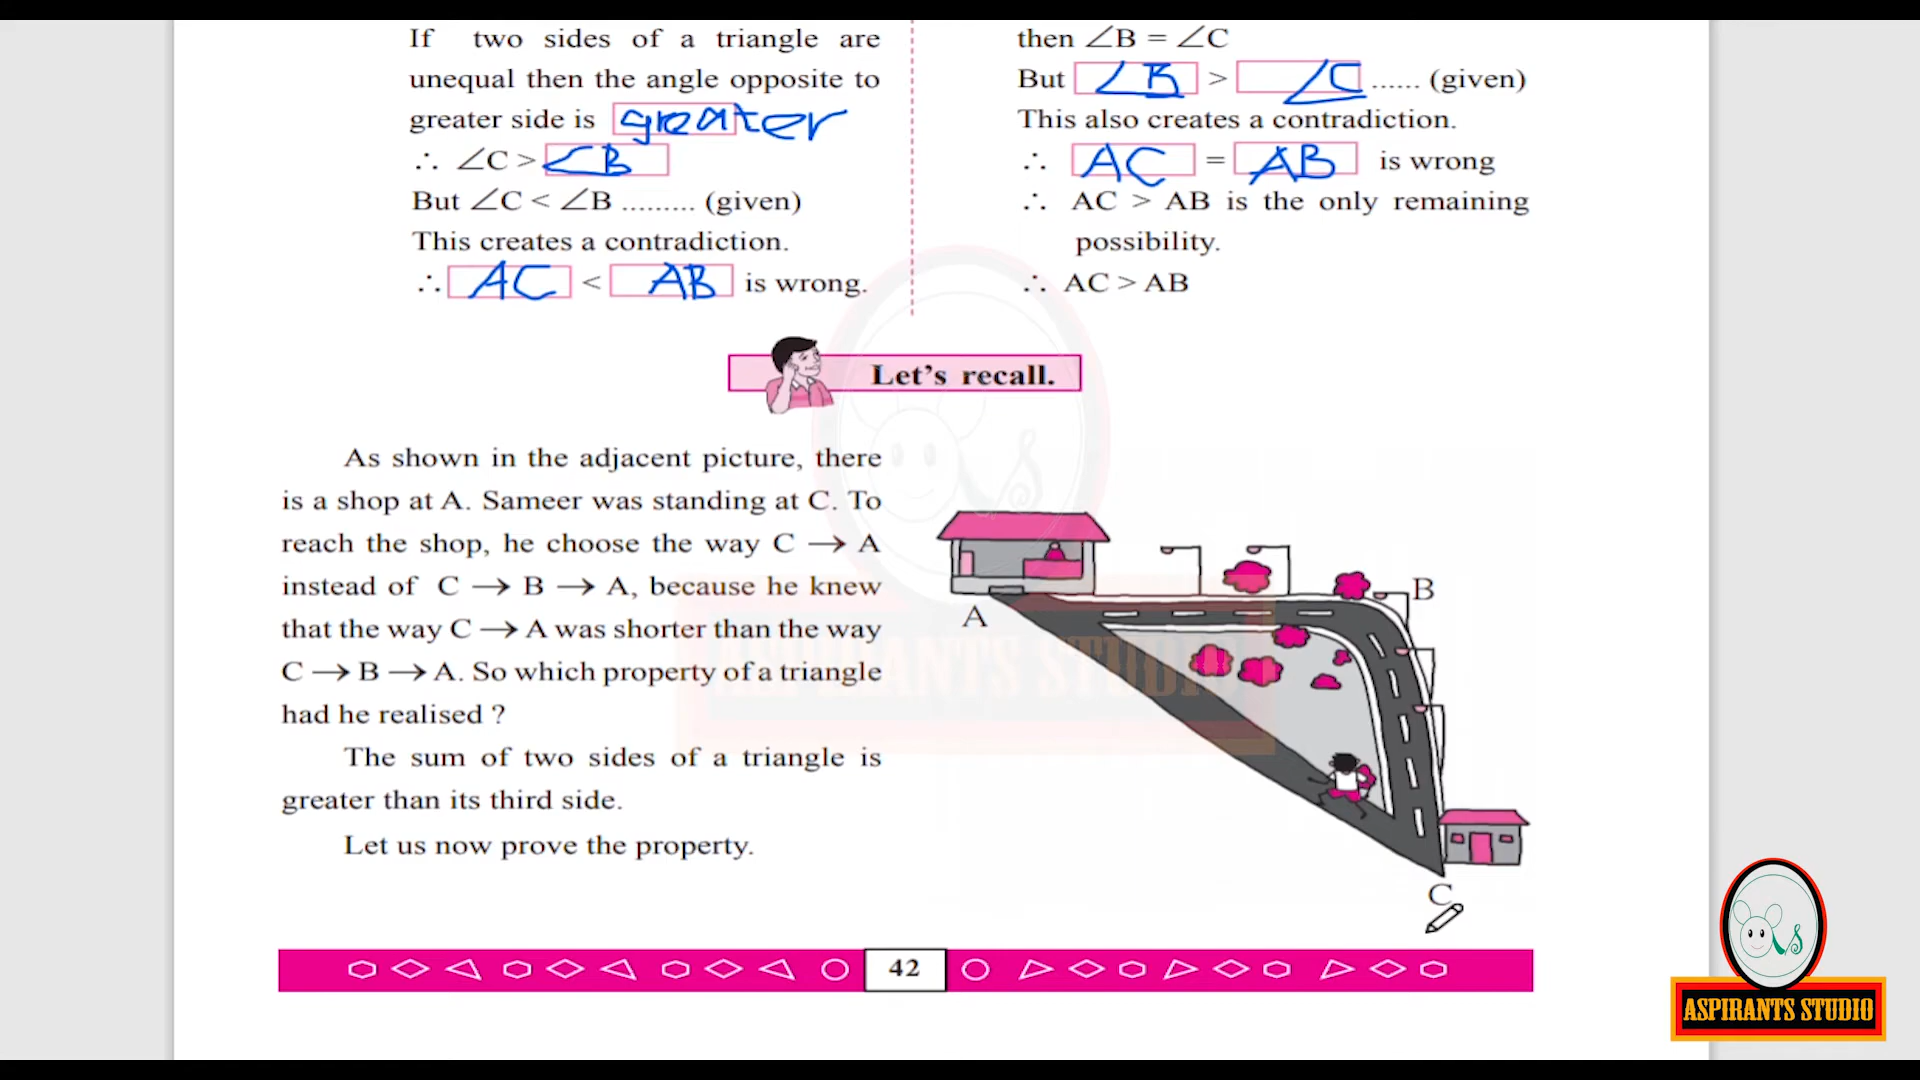 If two sides of a triangle are
unequal then the angle opposite to
greater side is greater
∴ ∠C > ∠B
But ∠C < ∠B ......... (given)
This creates a contradiction.
∴ AC < AB is wrong.
then ∠B = ∠C
But ∠B > ∠C ...... (given)
This also creates a contradiction.
∴ AC = AB is wrong
∴ AC > AB is the only remaining
possibility.
∴ AC > AB
Let's recall.
As shown in the adjacent picture, there
is a shop at A. Sameer was standing at C. To
reach the shop, he choose the way C → A
instead of C → B → A, because he knew
that the way C → A was shorter than the way
C → B → A. So which property of a triangle
had he realised ?
The sum of two sides of a triangle is
greater than its third side.
Let us now prove the property.
A
B
C
42
ASPIRANTS STUDIO
ASPIRANTS STUDIO